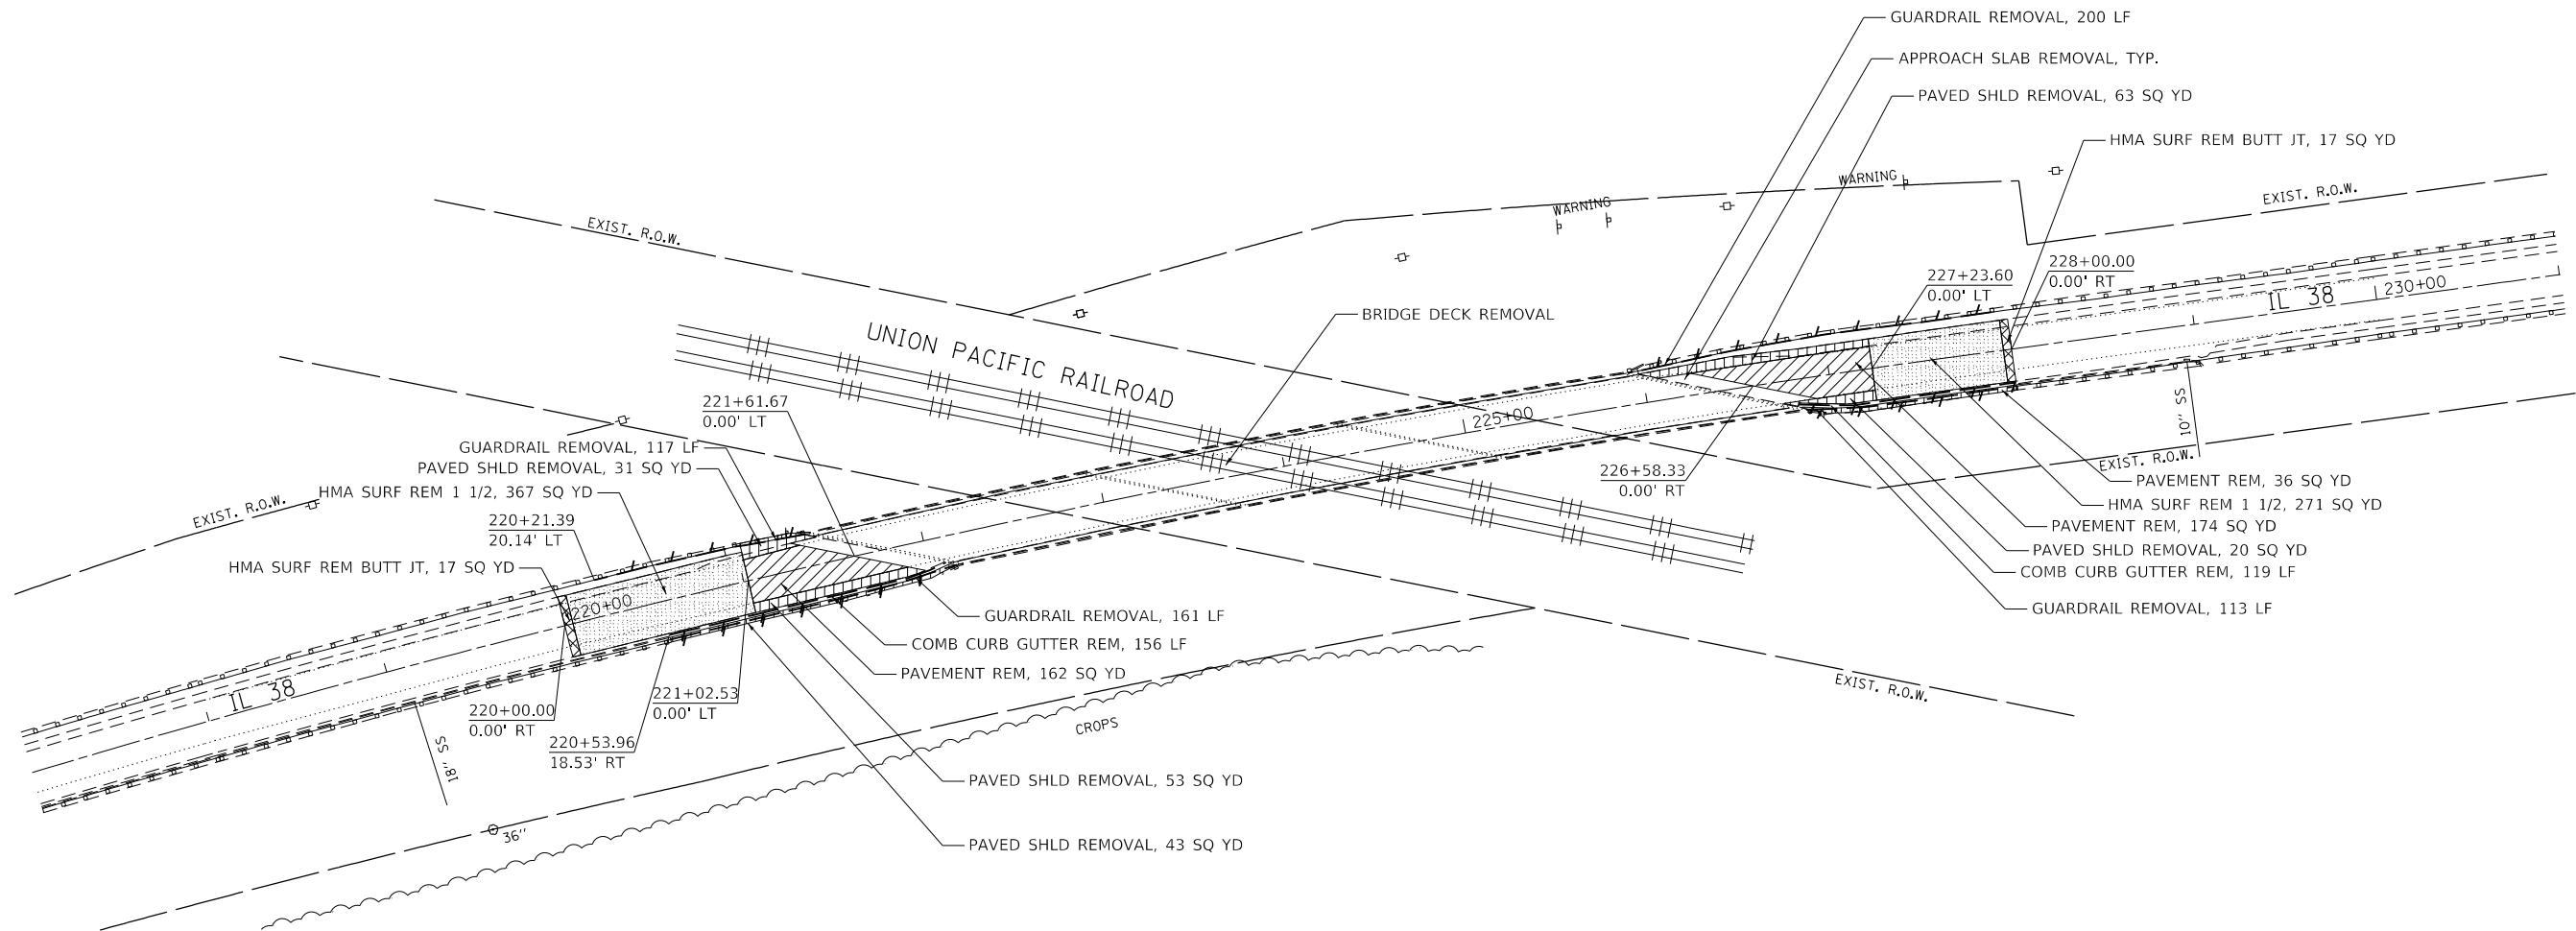 GUARDRAIL REMOVAL, 200 LF
APPROACH SLAB REMOVAL, TYP.
PAVED SHLD REMOVAL, 63 SQ YD
HMA SURF REM BUTT JT, 17 SQ YD
WARNING
WARNING
EXIST. R.O.W.
EXIST. R.O.W.
228+00.00
0.00' RT
227+23.60
0.00' LT
IL 38
230+00
BRIDGE DECK REMOVAL
UNION PACIFIC RAILROAD
221+61.67
0.00' LT
225+00
10" SS
GUARDRAIL REMOVAL, 117 LF
PAVED SHLD REMOVAL, 31 SQ YD
HMA SURF REM 1 1/2, 367 SQ YD
EXIST. R.O.W.
226+58.33
0.00' RT
EXIST. R.O.W.
PAVEMENT REM, 36 SQ YD
HMA SURF REM 1 1/2, 271 SQ YD
PAVEMENT REM, 174 SQ YD
PAVED SHLD REMOVAL, 20 SQ YD
COMB CURB GUTTER REM, 119 LF
GUARDRAIL REMOVAL, 113 LF
220+21.39
20.14' LT
HMA SURF REM BUTT JT, 17 SQ YD
220+00
GUARDRAIL REMOVAL, 161 LF
COMB CURB GUTTER REM, 156 LF
PAVEMENT REM, 162 SQ YD
IL 38
221+02.53
0.00' LT
220+00.00
0.00' RT
220+53.96
18.53' RT
EXIST. R.O.W.
CROPS
18" SS
PAVED SHLD REMOVAL, 53 SQ YD
36"
PAVED SHLD REMOVAL, 43 SQ YD